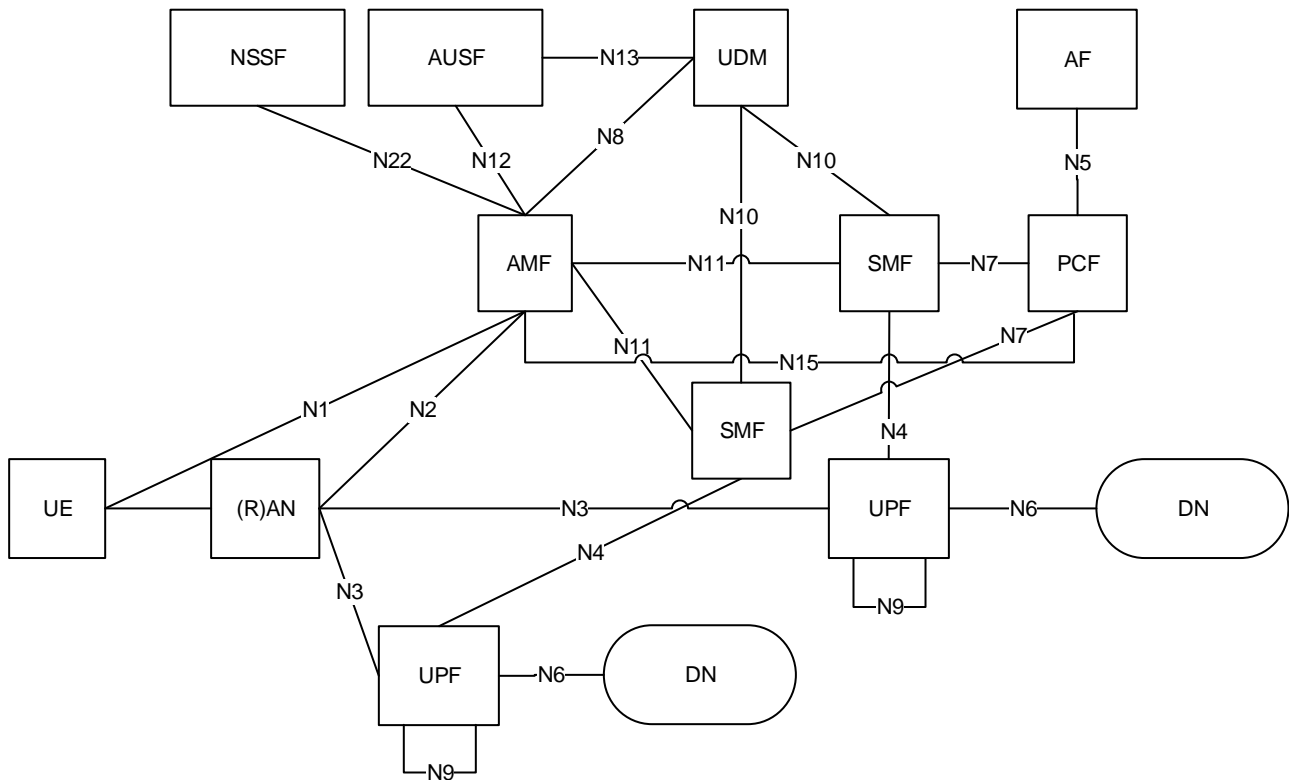 NSSF
AUSF
N13
UDM
AF
N22
N12
N8
N10
N5
N10
AMF
N11
SMF
N7
PCF
N11
N7
N15
N1
N2
SMF
N4
UE
(R)AN
N3
UPF
N6
DN
N4
N3
N9
UPF
N6
DN
N9